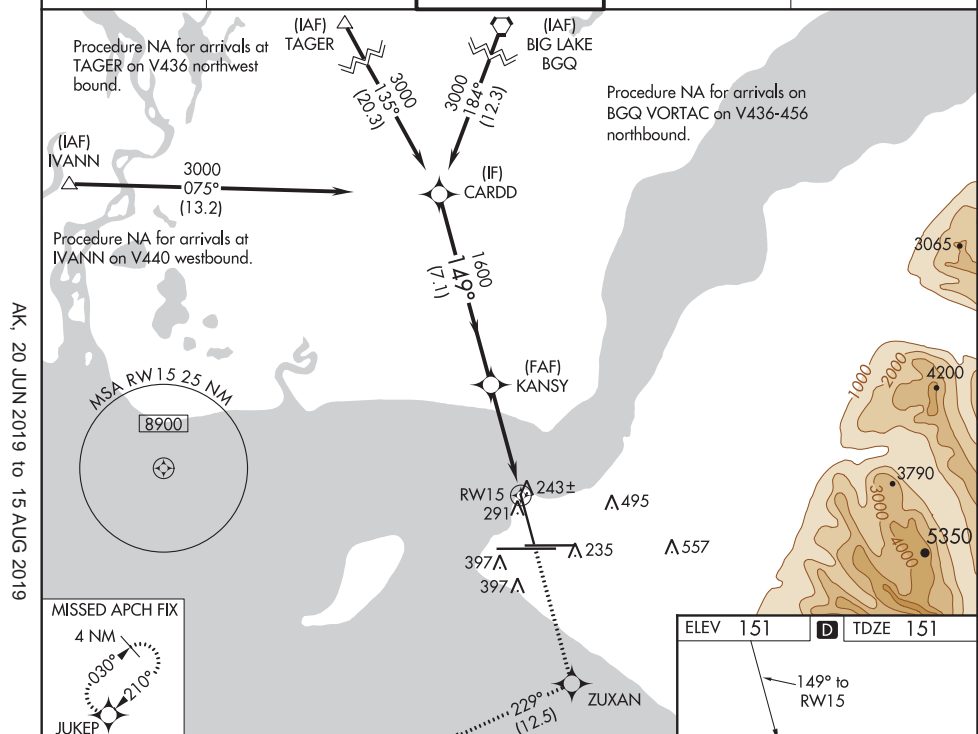 (IAF)
TAGER
(IAF)
BIG LAKE
BGQ
Procedure NA for arrivals at
TAGER on V436 northwest
bound.
3000
135°
(20.3)
3000
184°
(12.3)
Procedure NA for arrivals on
BGQ VORTAC on V436-456
northbound.
(IAF)
IVANN
3000
075°
(13.2)
(IF)
CARDD
Procedure NA for arrivals at
IVANN on V440 westbound.
1600
149°
(7.1)
3065
(FAF)
KANSY
1000
2000
4200
MSA RW15 25 NM
8900
AK, 20 JUN 2019 to 15 AUG 2019
RW15
243±
291
495
3790
3000
4000
5350
235
557
397
397
MISSED APCH FIX
4 NM
030°
210°
JUKEP
ZUXAN
229°
(12.5)
ELEV 151 D TDZE 151
149° to
RW15